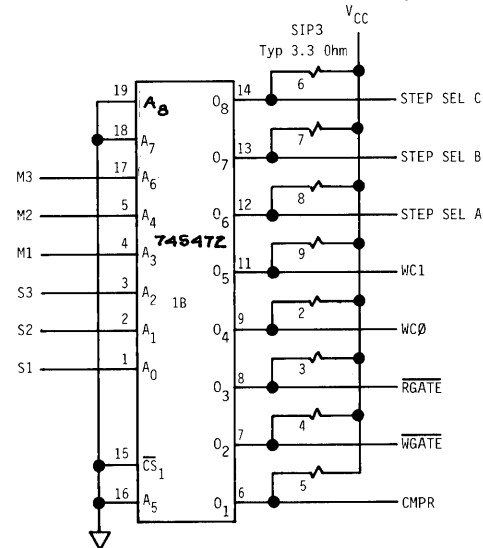 V_CC
SIP3
Typ 3.3 Ohm
19 A8 O8 14 6 STEP SEL C
18 A7 O7 13 7 STEP SEL B
M3 17 A6 O6 12 8 STEP SEL A
M2 5 A4
745472
M1 4 A3 O5 11 9 WC1
S3 3 A2 1B
S2 2 A1 O4 9 2 WCØ
S1 1 A0 O3 8 3 RGATE
O2 7 4 WGATE
15 CS1
16 A5 O1 6 5 CMPR